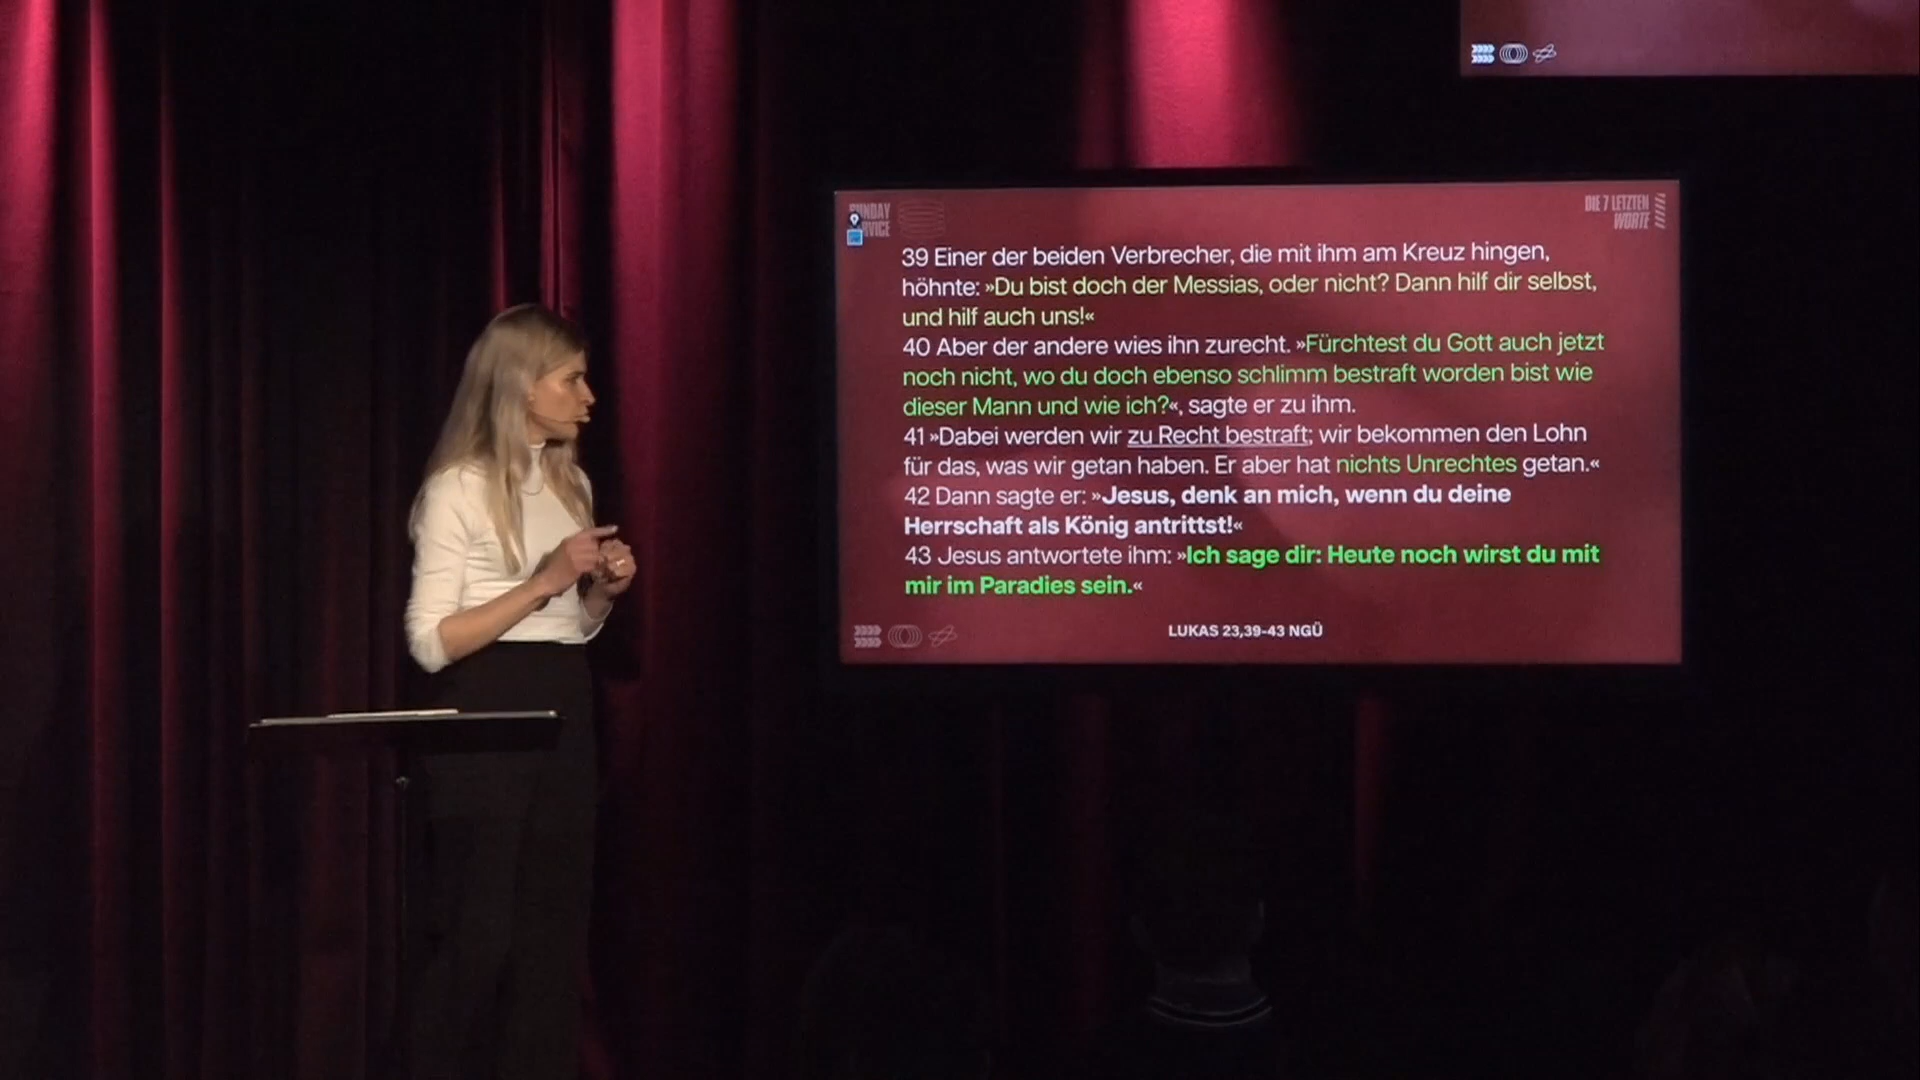 SUNDAY
SERVICE
DIE 7 LETZTEN
WORTE
39 Einer der beiden Verbrecher, die mit ihm am Kreuz hingen,
höhnte: »Du bist doch der Messias, oder nicht? Dann hilf dir selbst,
und hilf auch uns!«
40 Aber der andere wies ihn zurecht. »Fürchtest du Gott auch jetzt
noch nicht, wo du doch ebenso schlimm bestraft worden bist wie
dieser Mann und wie ich?«, sagte er zu ihm.
41 »Dabei werden wir zu Recht bestraft; wir bekommen den Lohn
für das, was wir getan haben. Er aber hat nichts Unrechtes getan.«
42 Dann sagte er: »Jesus, denk an mich, wenn du deine
Herrschaft als König antrittst!«
43 Jesus antwortete ihm: »Ich sage dir: Heute noch wirst du mit
mir im Paradies sein.«
LUKAS 23,39-43 NGÜ